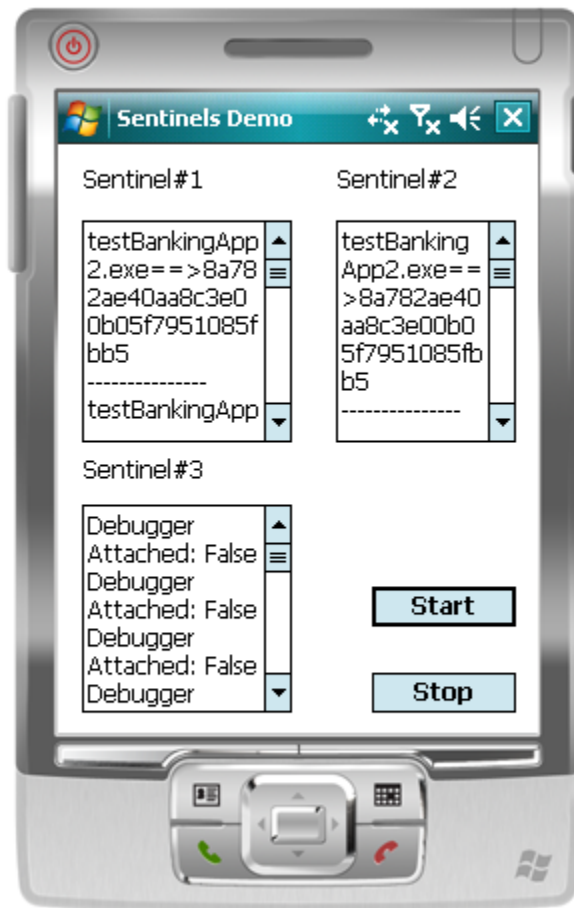 Sentinels Demo
Sentinel#1
Sentinel#2
testBankingApp
2.exe==>8a78
2ae40aa8c3e0
0b05f7951085f
bb5
---------------
testBankingApp
testBanking
App2.exe==
>8a782ae40
aa8c3e00b0
5f7951085fb
b5
---------------
Sentinel#3
Debugger
Attached: False
Debugger
Attached: False
Debugger
Attached: False
Debugger
Start
Stop